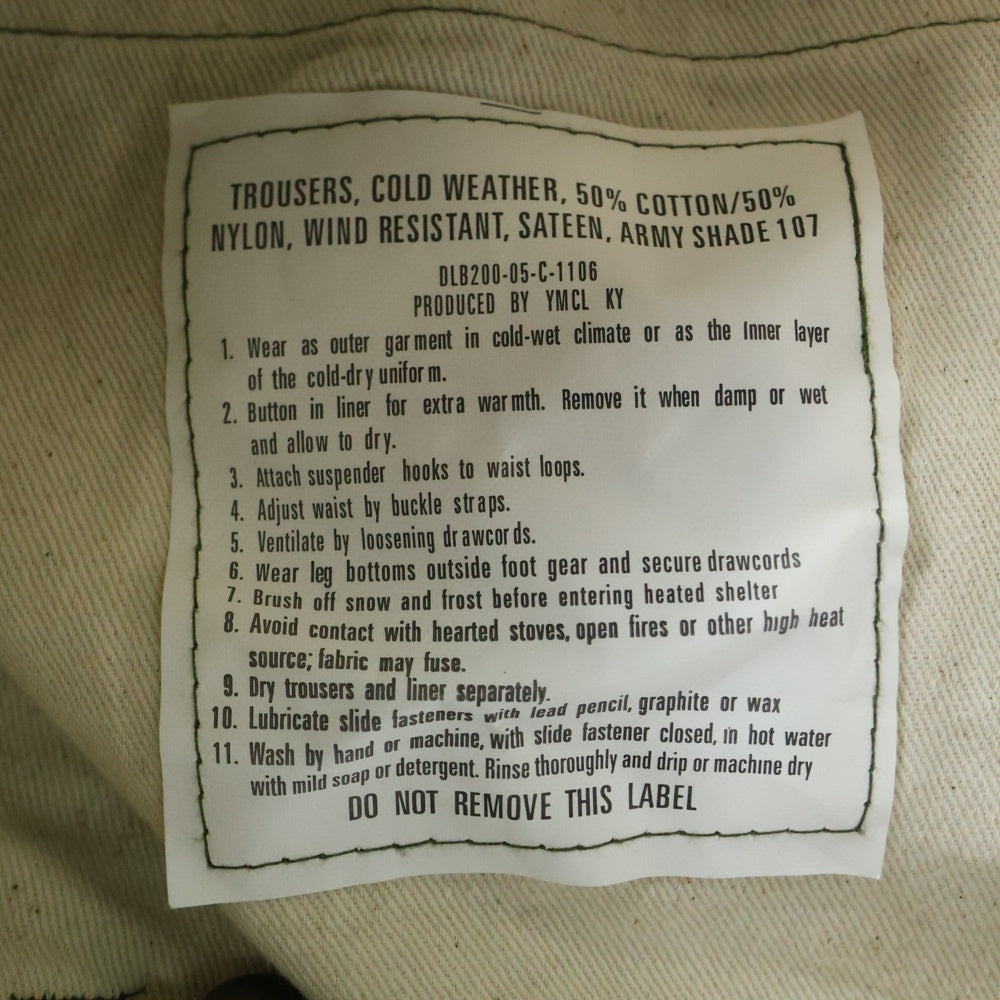 TROUSERS, COLD WEATHER, 50% COTTON/50%
NYLON, WIND RESISTANT, SATEEN, ARMY SHADE 107
DLB200-05-C-1106
PRODUCED BY YMCL KY
1. Wear as outer garment in cold-wet climate or as the Inner layer
of the cold-dry uniform.
2. Button in liner for extra warmth. Remove it when damp or wet
and allow to dry.
3. Attach suspender hooks to waist loops.
4. Adjust waist by buckle straps.
5. Ventilate by loosening drawcords.
6. Wear leg bottoms outside foot gear and secure drawcords
7. Brush off snow and frost before entering heated shelter
8. Avoid contact with hearted stoves, open fires or other high heat
source; fabric may fuse.
9. Dry trousers and liner separately.
10. Lubricate slide fasteners with lead pencil, graphite or wax
11. Wash by hand or machine, with slide fastener closed, in hot water
with mild soap or detergent. Rinse thoroughly and drip or machine dry
DO NOT REMOVE THIS LABEL